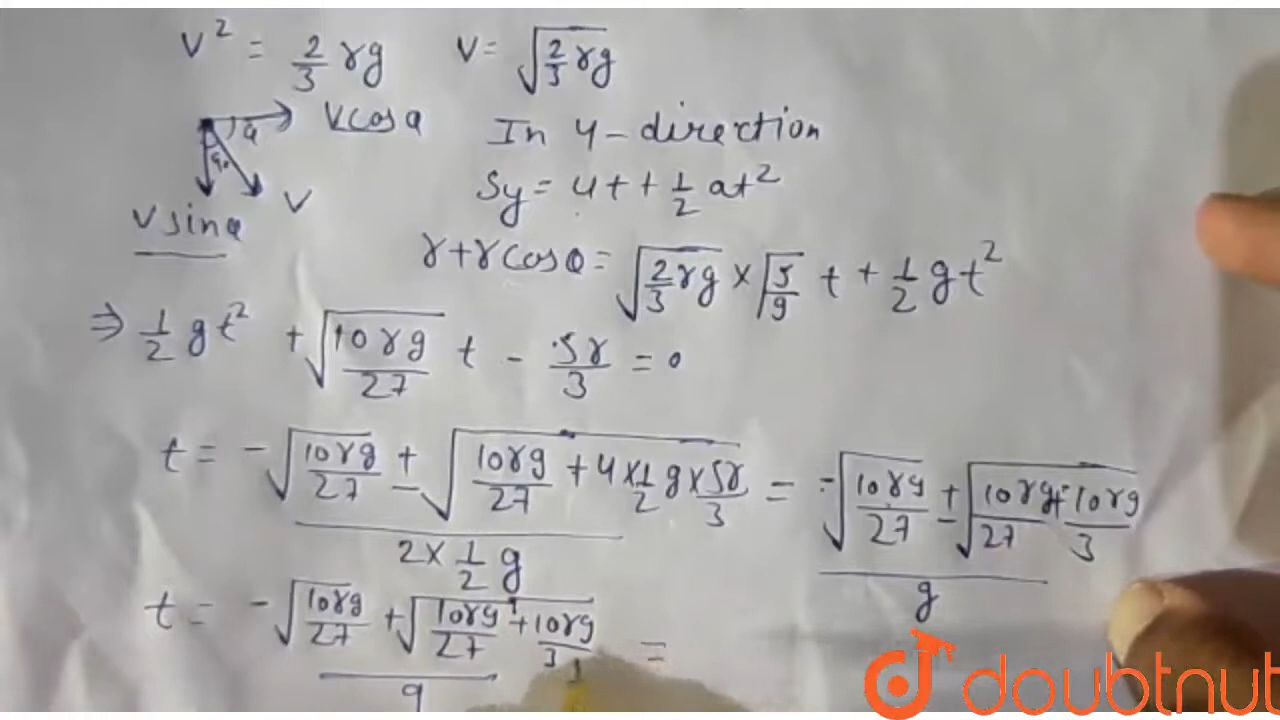 v² = 2/3 rg v = √(2/3 rg)
v cos θ
θ
In y-direction
90
v
Sy = ut + 1/2 at²
v sin θ
r + r cos θ = √(2/3 rg) × √(5/9) t + 1/2 gt²
⇒ 1/2 gt² + √(10rg/27) t - 5r/3 = 0
t = (-√(10rg/27) ± √(10rg/27 + 4×1/2 g×5r/3)) / (2×1/2 g) = (-√(10rg/27) ± √(10rg/27 + 10rg/3)) / g
t = (-√(10rg/27) + √(10rg/27 + 10rg/3)) / g =
doubtnut